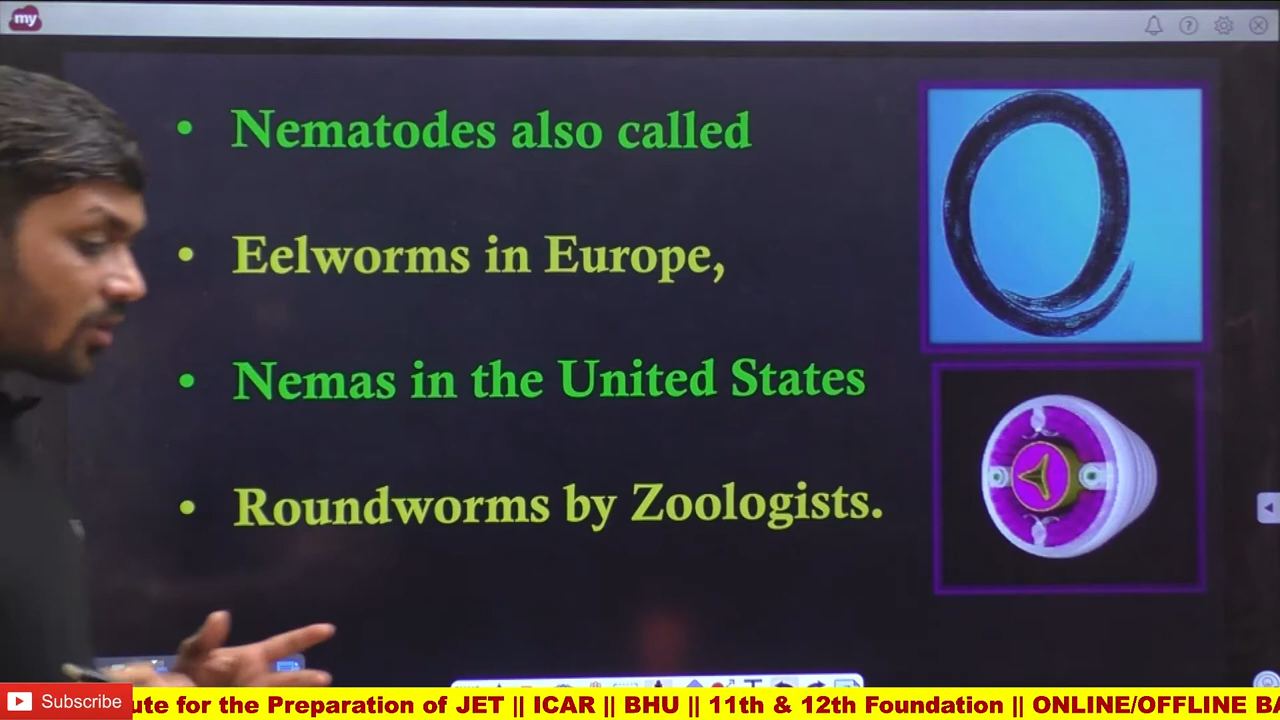 my
Nematodes also called
Eelworms in Europe,
Nemas in the United States
Roundworms by Zoologists.
Subscribe
ute for the Preparation of JET || ICAR || BHU || 11th & 12th Foundation || ONLINE/OFFLINE BA